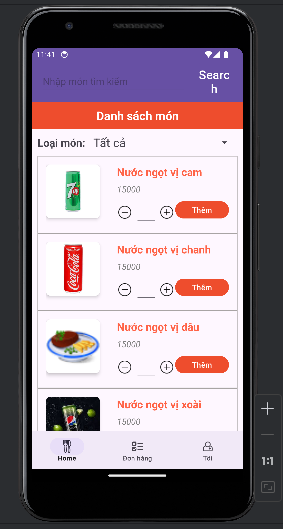 11:41
Nhập món tìm kiếm
Searc
h
Danh sách món
Loại món: Tất cả
Nước ngọt vị cam
15000
Thêm
Nước ngọt vị chanh
15000
Thêm
Nước ngọt vị dâu
15000
Thêm
Nước ngọt vị xoài
15000
Home
Đơn hàng
Tôi
1:1